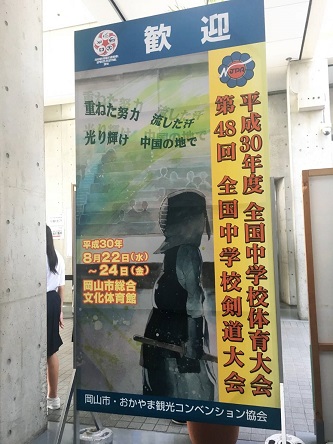 歓迎
平成30年度 全国中学校体育大会
第48回 全国中学校剣道大会
重ねた努力 流した汗
光り輝け 中国の地で
平成30年
8月22日(水)
~24日(金)
岡山市総合
文化体育館
岡山市・おかやま観光コンベンション協会